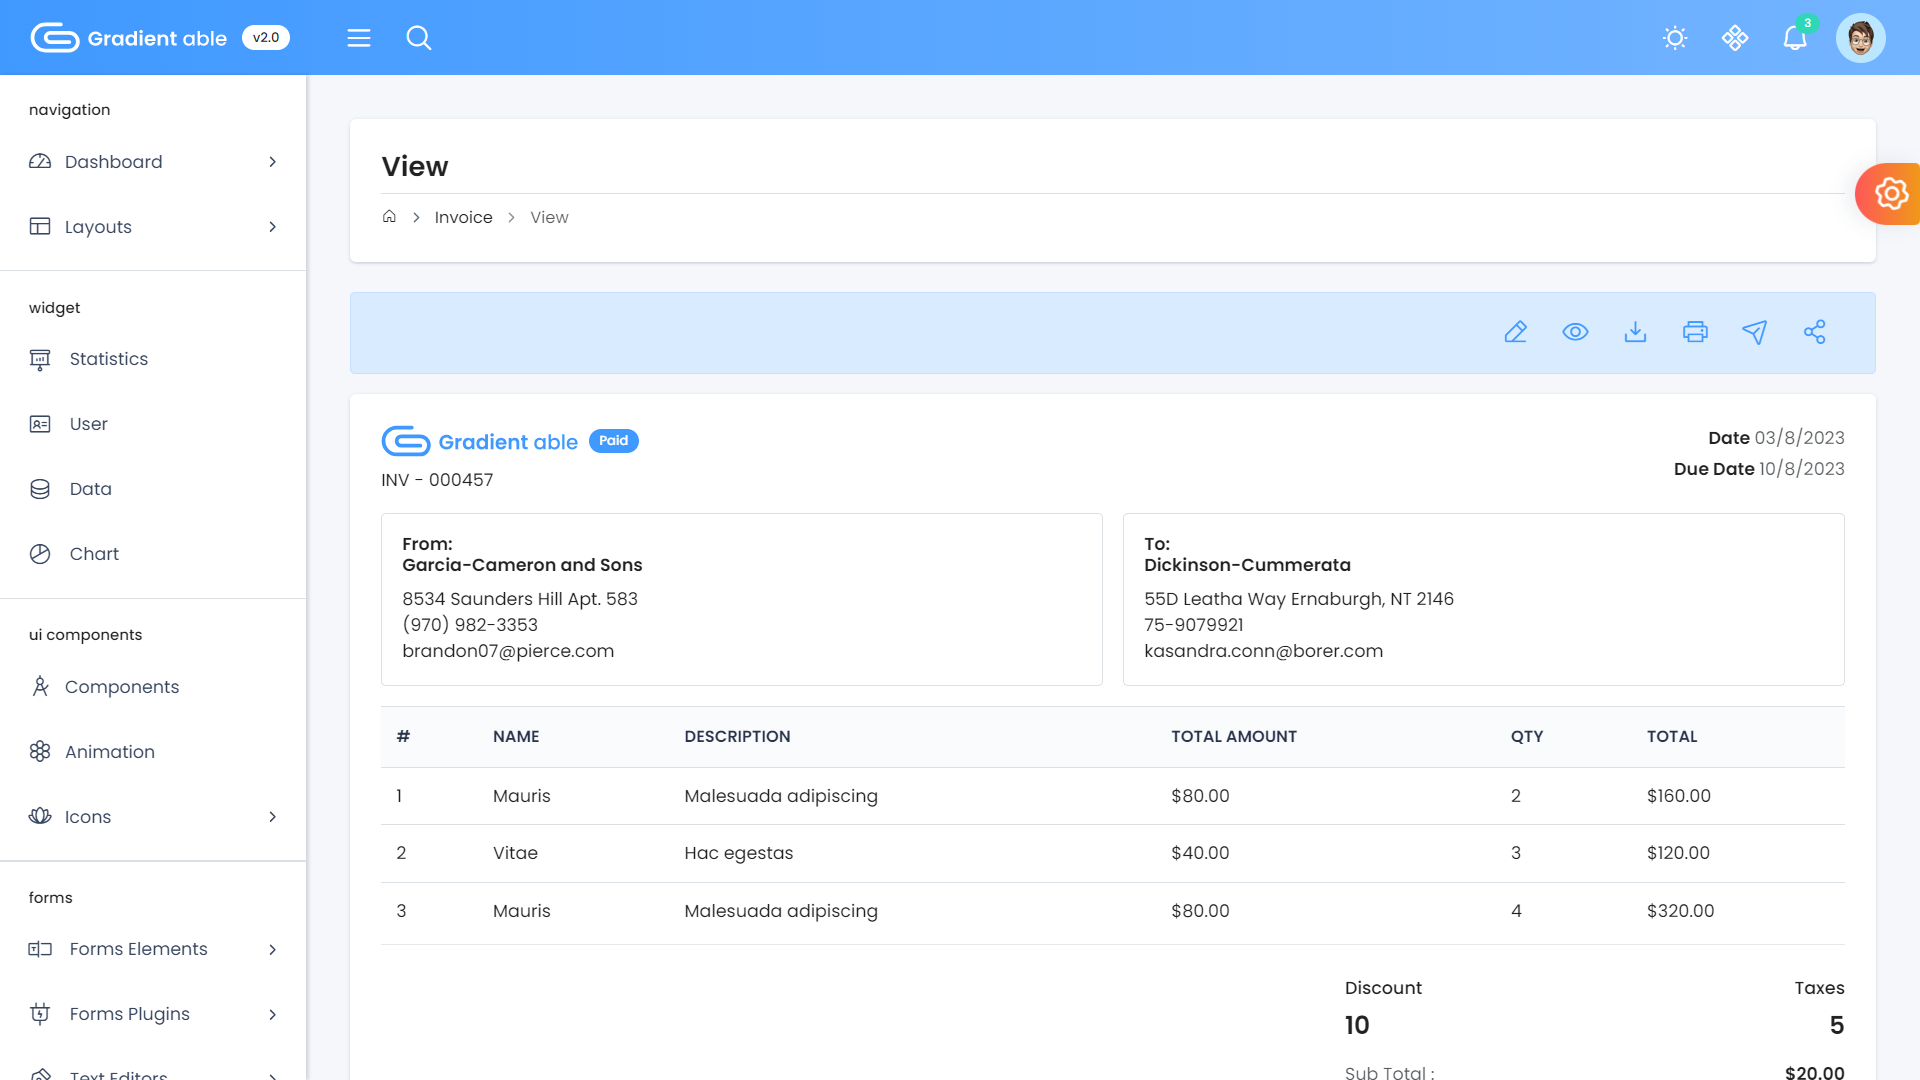 Gradient able v2.0
3
navigation
Dashboard
Layouts
widget
Statistics
User
Data
Chart
ui components
Components
Animation
Icons
forms
Forms Elements
Forms Plugins
Text Editors
View
Invoice View
Gradient able Paid
INV - 000457
Date 03/8/2023
Due Date 10/8/2023
From:
Garcia-Cameron and Sons
8534 Saunders Hill Apt. 583
(970) 982-3353
brandon07@pierce.com
To:
Dickinson-Cummerata
55D Leatha Way Ernaburgh, NT 2146
75-9079921
kasandra.conn@borer.com
# NAME DESCRIPTION TOTAL AMOUNT QTY TOTAL
1 Mauris Malesuada adipiscing $80.00 2 $160.00
2 Vitae Hac egestas $40.00 3 $120.00
3 Mauris Malesuada adipiscing $80.00 4 $320.00
Discount Taxes
10 5
Sub Total : $20.00